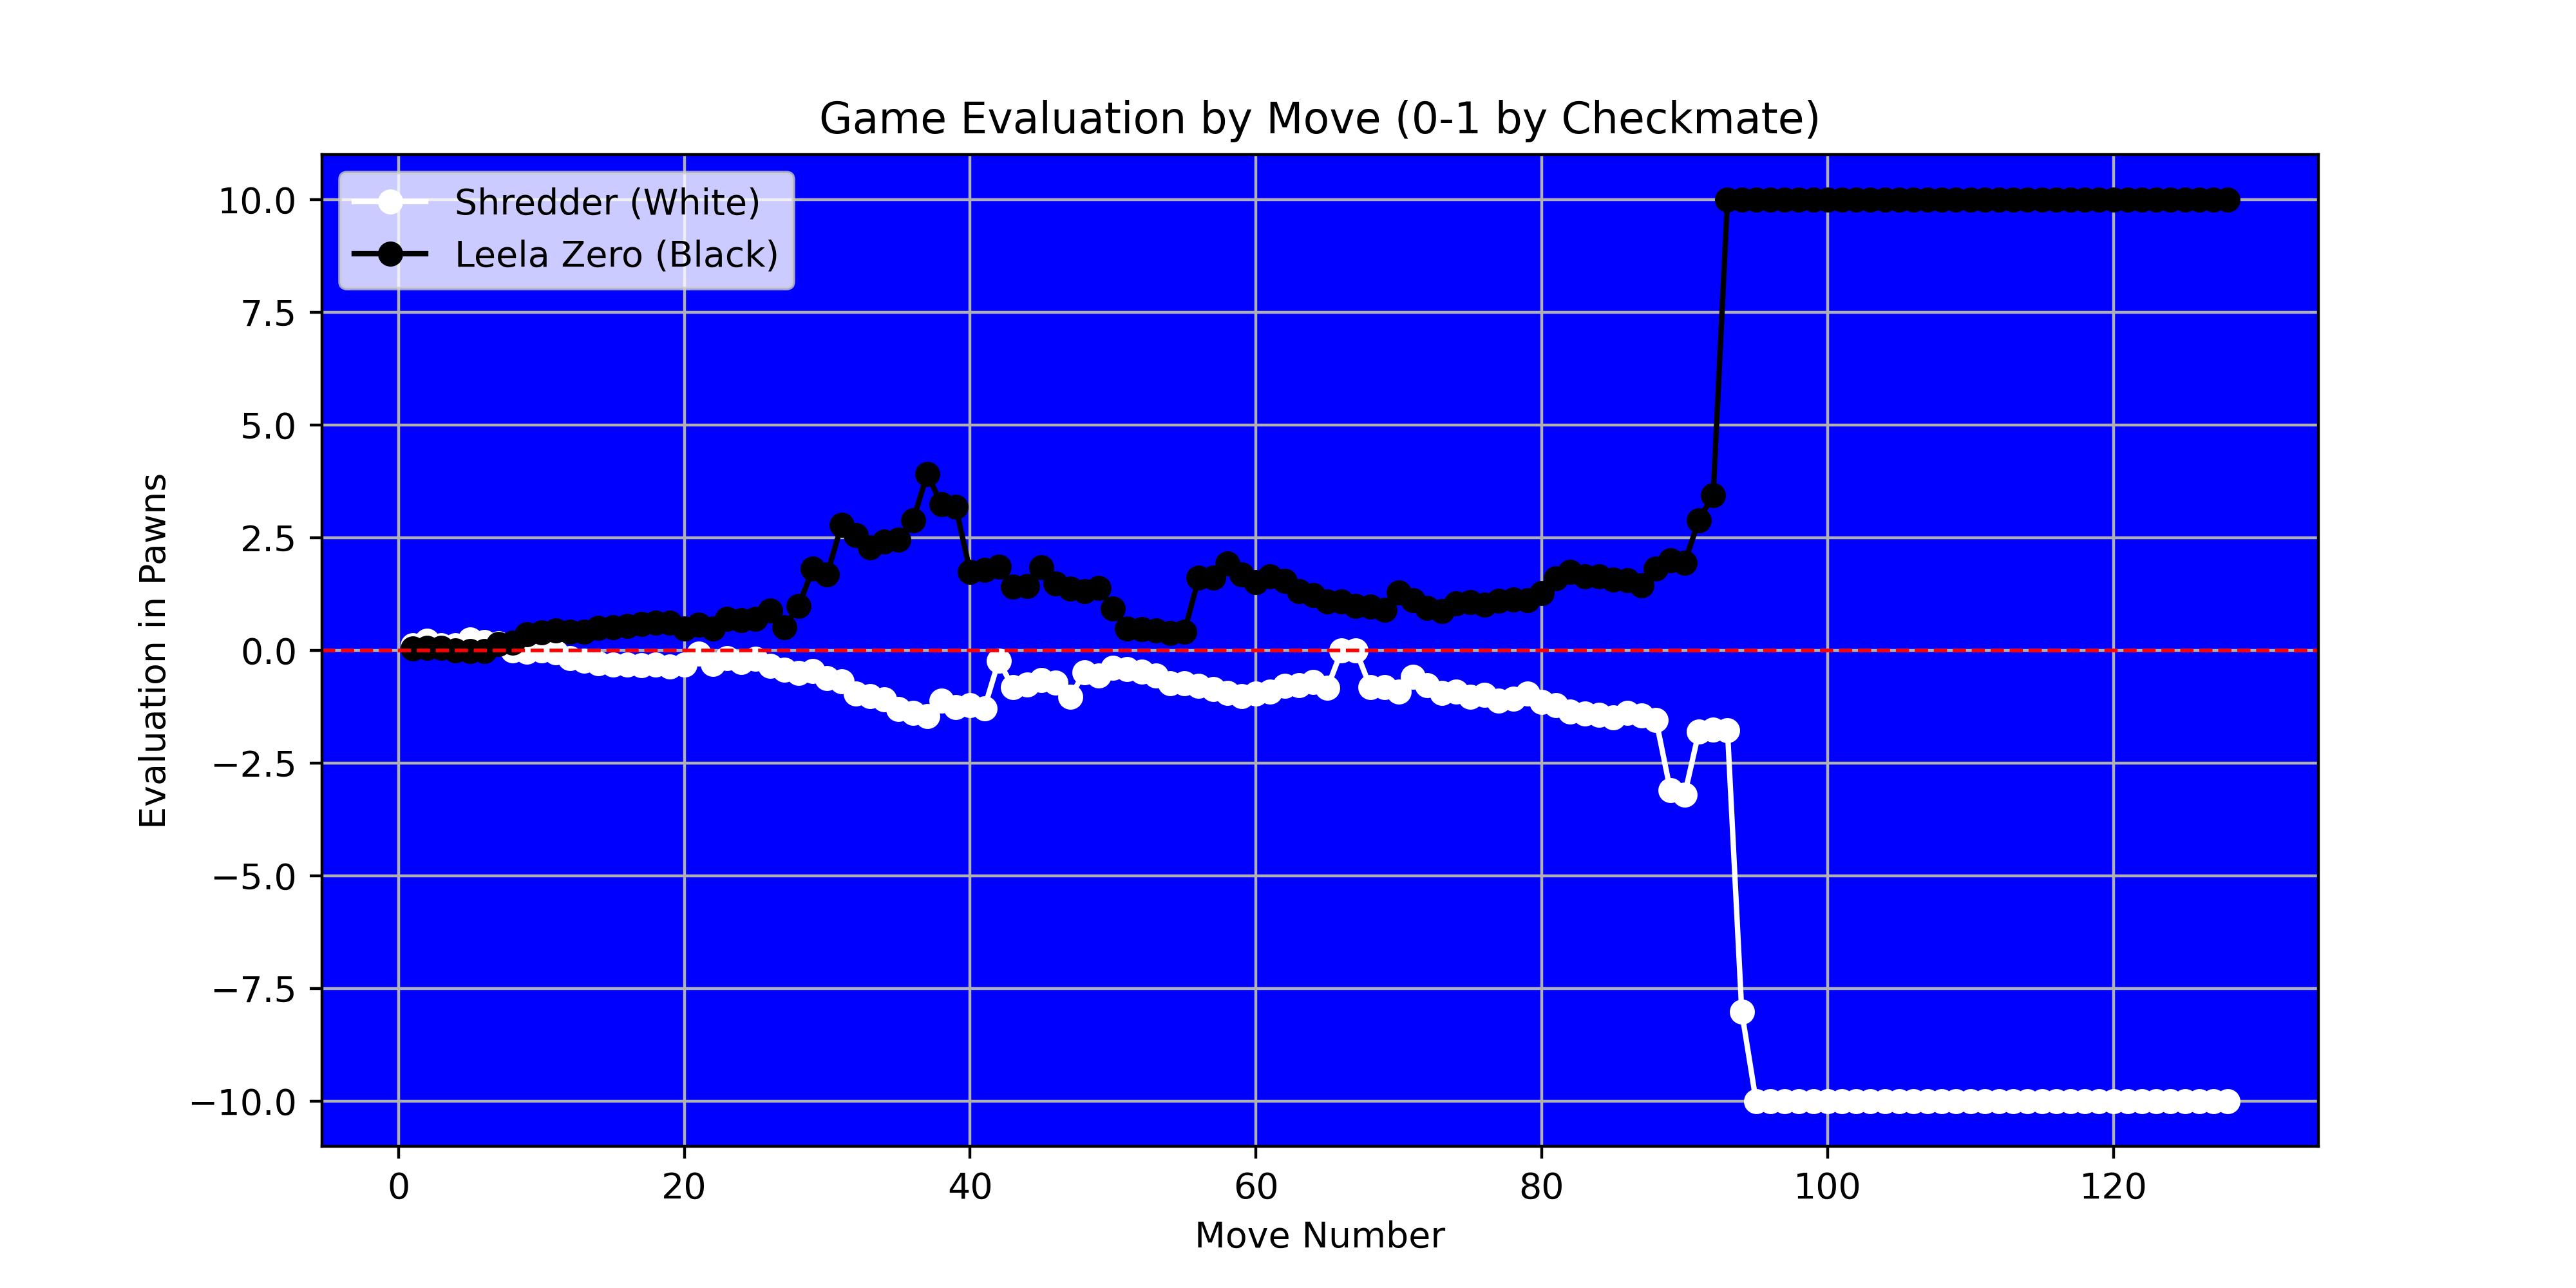 Game Evaluation by Move (0-1 by Checkmate)
Shredder (White)
Leela Zero (Black)
Evaluation in Pawns
10.0
7.5
5.0
2.5
0.0
−2.5
−5.0
−7.5
−10.0
0 20 40 60 80 100 120
Move Number